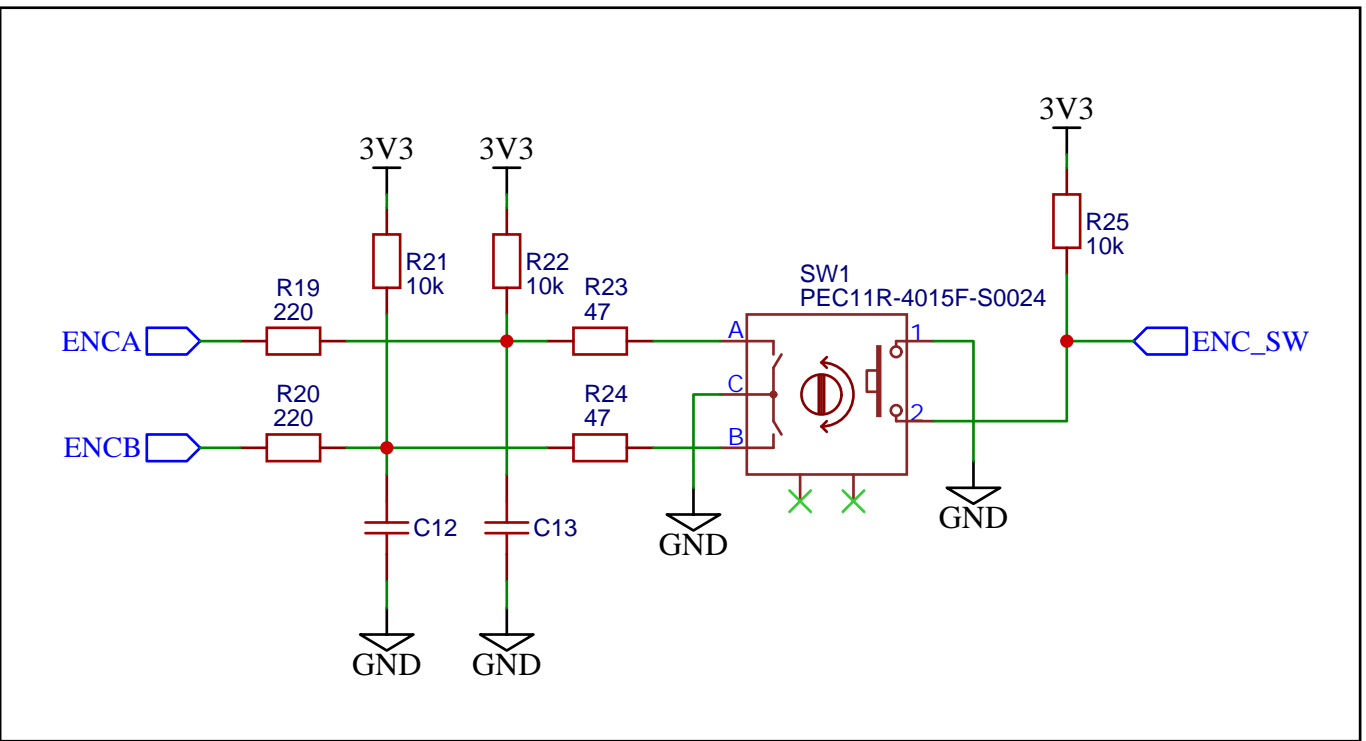 3V3
3V3
3V3
R21
10k
R22
10k
R25
10k
R19
220
R23
47
SW1
PEC11R-4015F-S0024
ENCA
A
1
ENC_SW
R20
220
R24
47
C
2
ENCB
B
C12
C13
GND
GND
GND
GND